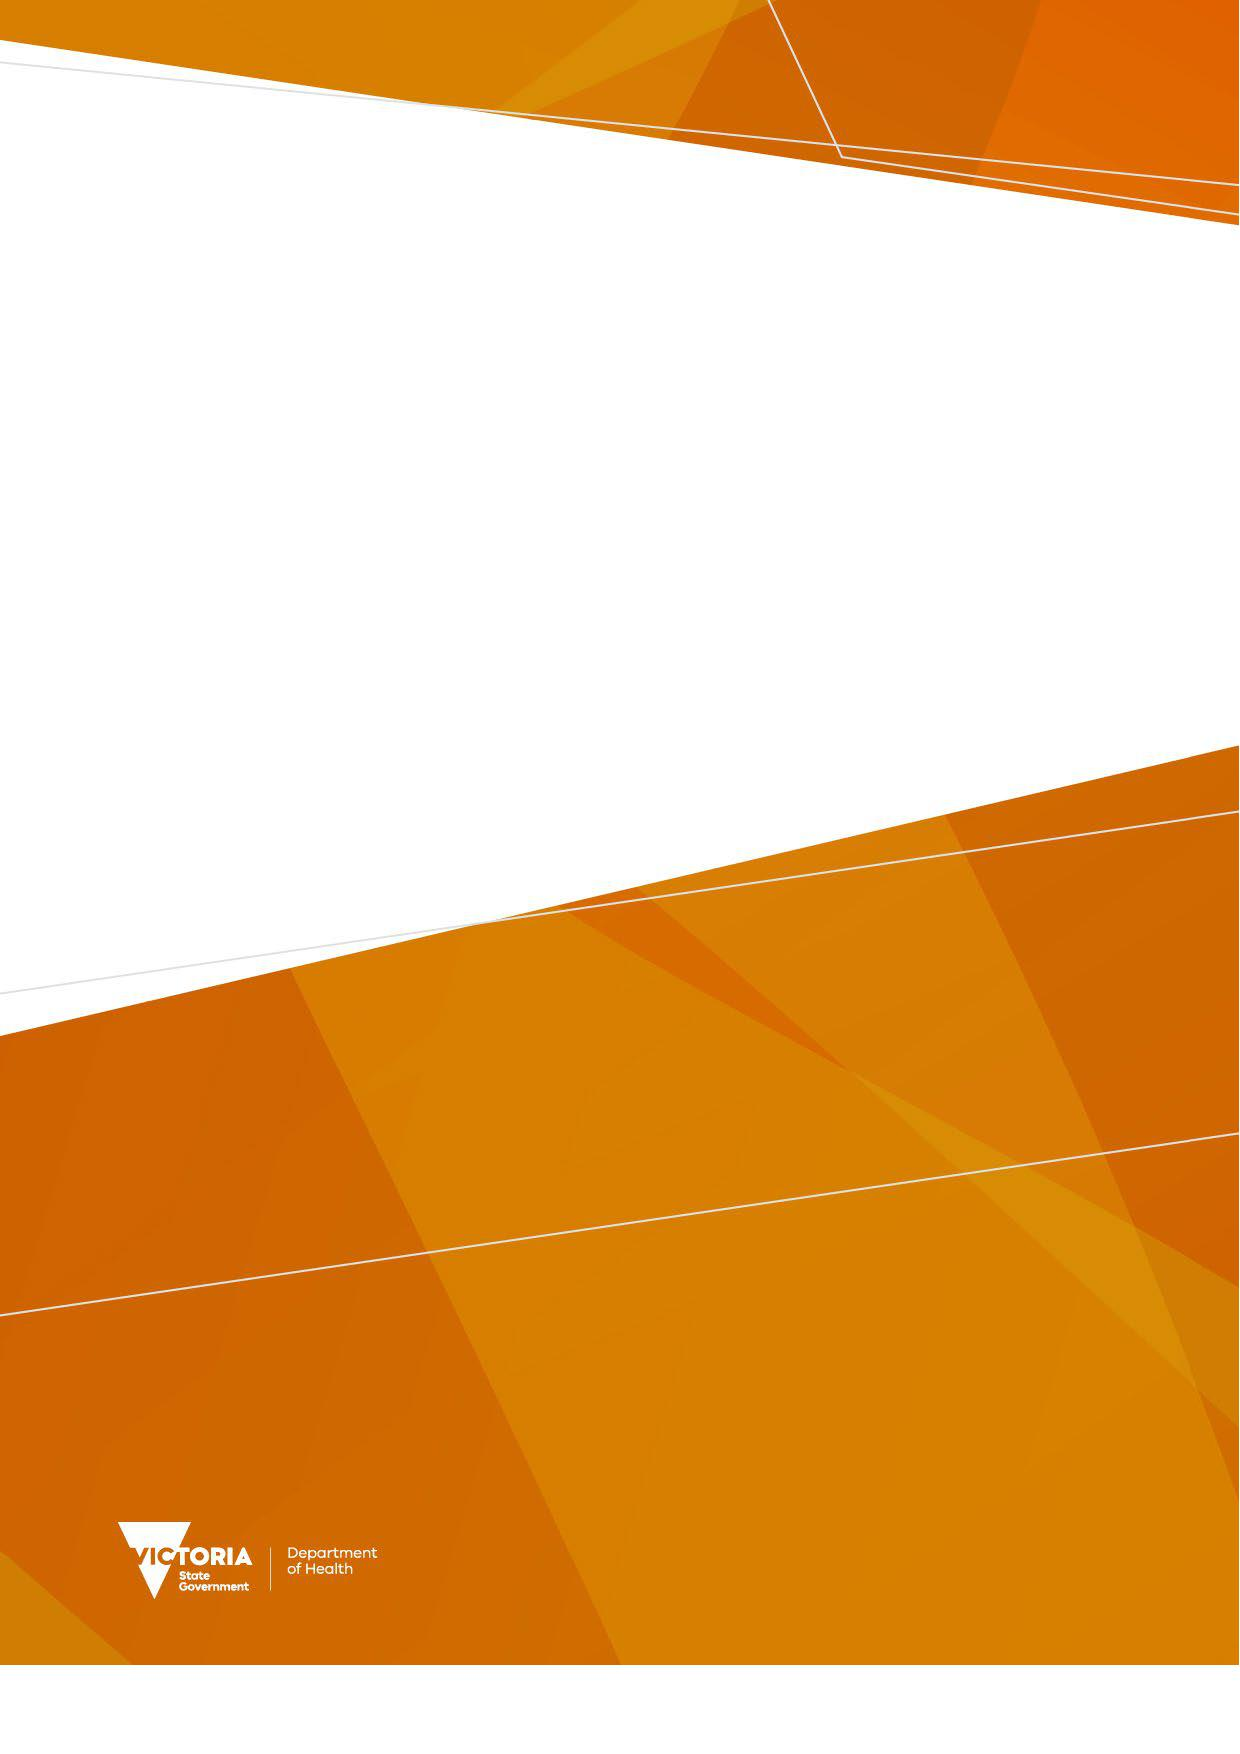 VICTORIA
State
Government
Department
of Health